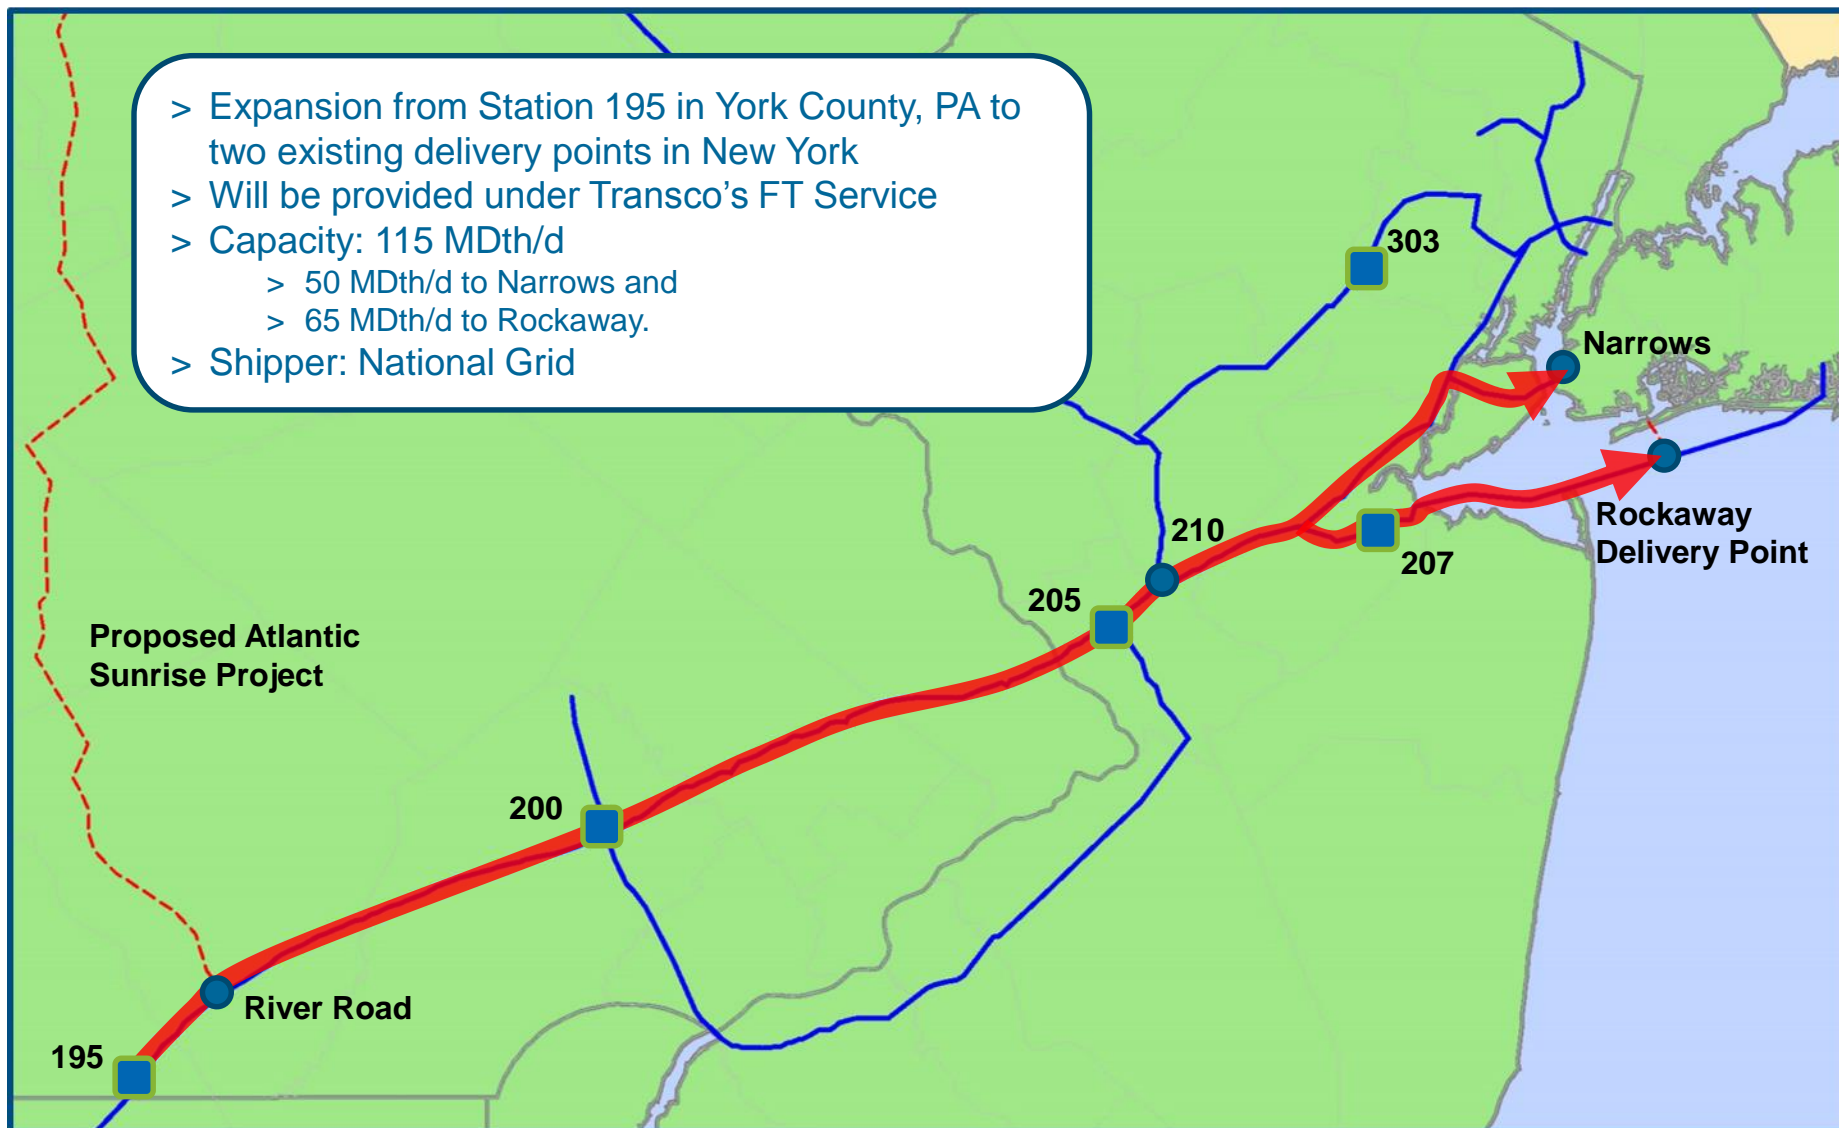 > Expansion from Station 195 in York County, PA to
two existing delivery points in New York
> Will be provided under Transco’s FT Service
> Capacity: 115 MDth/d
> 50 MDth/d to Narrows and
> 65 MDth/d to Rockaway.
> Shipper: National Grid
303
Narrows
Rockaway
Delivery Point
210
207
205
Proposed Atlantic
Sunrise Project
200
River Road
195